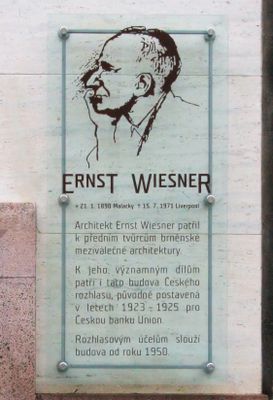 ERNST WIESNER
* 21. 1. 1890 Malacky † 15. 7. 1971 Liverpool
Architekt Ernst Wiesner patřil
k předním tvůrcům brněnské
meziválečné architektury.
K jeho významným dílům
patří i tato budova Českého
rozhlasu, původně postavená
v letech 1923 - 1925 pro
Českou banku Union.
Rozhlasovým účelům slouží
budova od roku 1950.